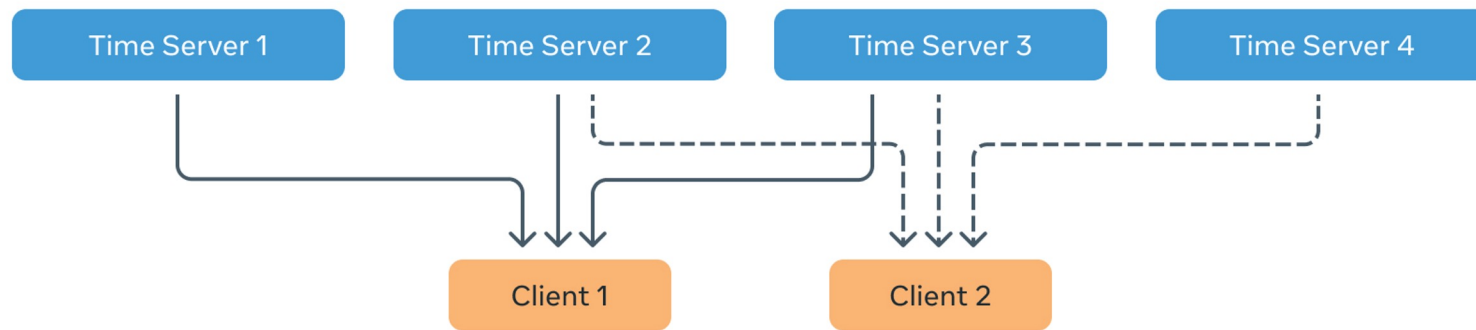 Time Server 1
Time Server 2
Time Server 3
Time Server 4
Client 1
Client 2